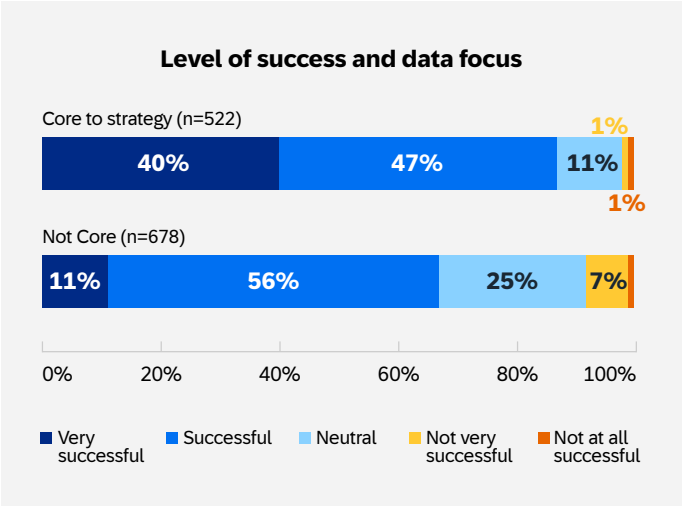 Level of success and data focus
Core to strategy (n=522)
1%
40% 47% 11%
1%
Not Core (n=678)
11% 56% 25% 7%
0% 20% 40% 60% 80% 100%
Very successful
Successful
Neutral
Not very successful
Not at all successful